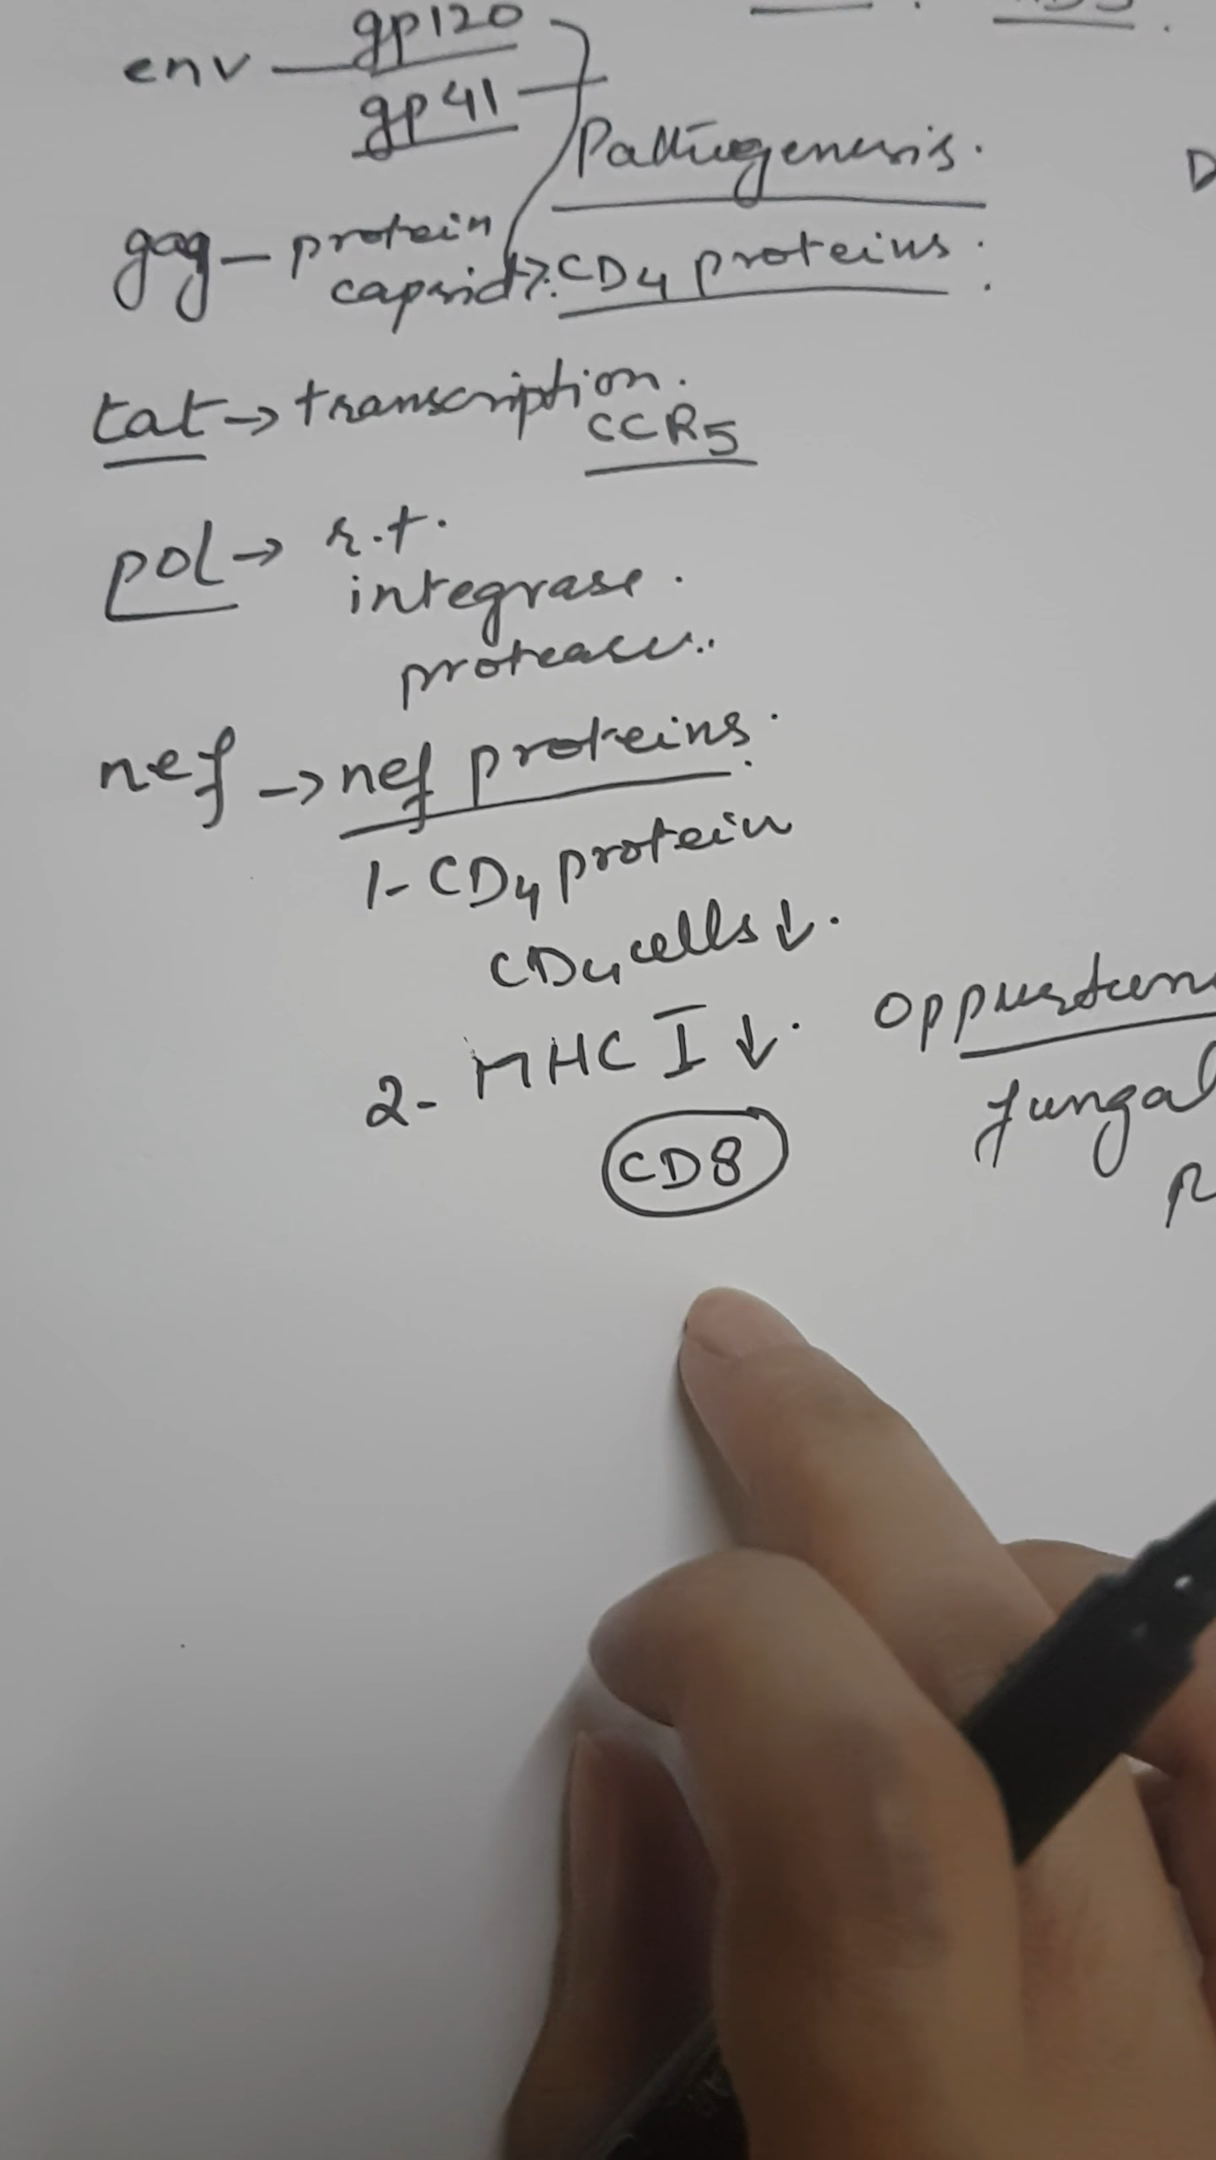 gp120
env —
gp41
Pathogenesis.
gag — protein
capsid
CD4 proteins.
tat → transcription.
CCR5
pol → r.t.
integrase.
protease..
nef → nef proteins.
1- CD4 protein
CD4 cells ↓.
2- MHC I ↓.
CD8
fungal